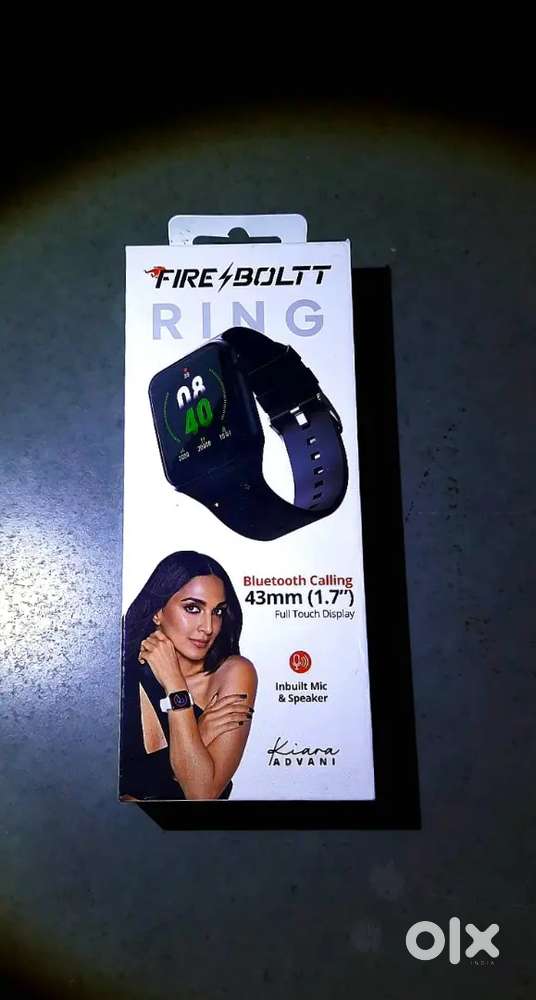 FIRE BOLTT
RING
08
40
Bluetooth Calling
43mm (1.7")
Full Touch Display
Inbuilt Mic
& Speaker
Kiara
ADVANI
olx
INDIA